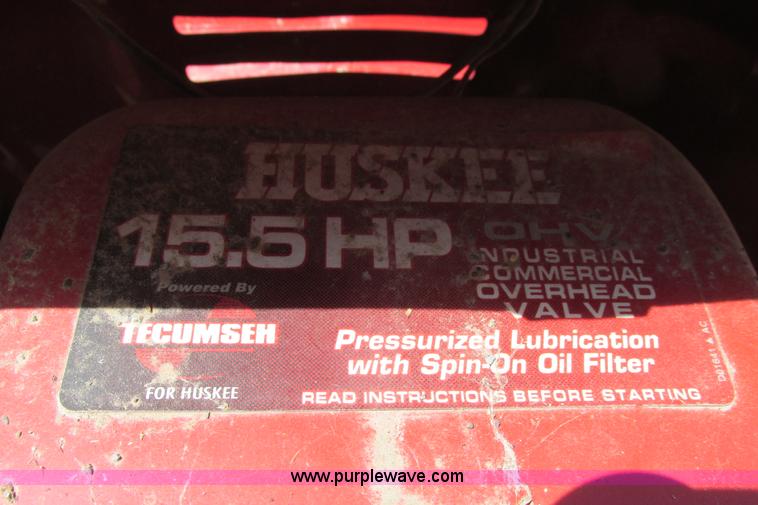 HUSKEE
15.5 HP
OHV
INDUSTRIAL
COMMERCIAL
OVERHEAD
VALVE
Powered By
TECUMSEH
FOR HUSKEE
Pressurized Lubrication
with Spin-On Oil Filter
READ INSTRUCTIONS BEFORE STARTING
www.purplewave.com